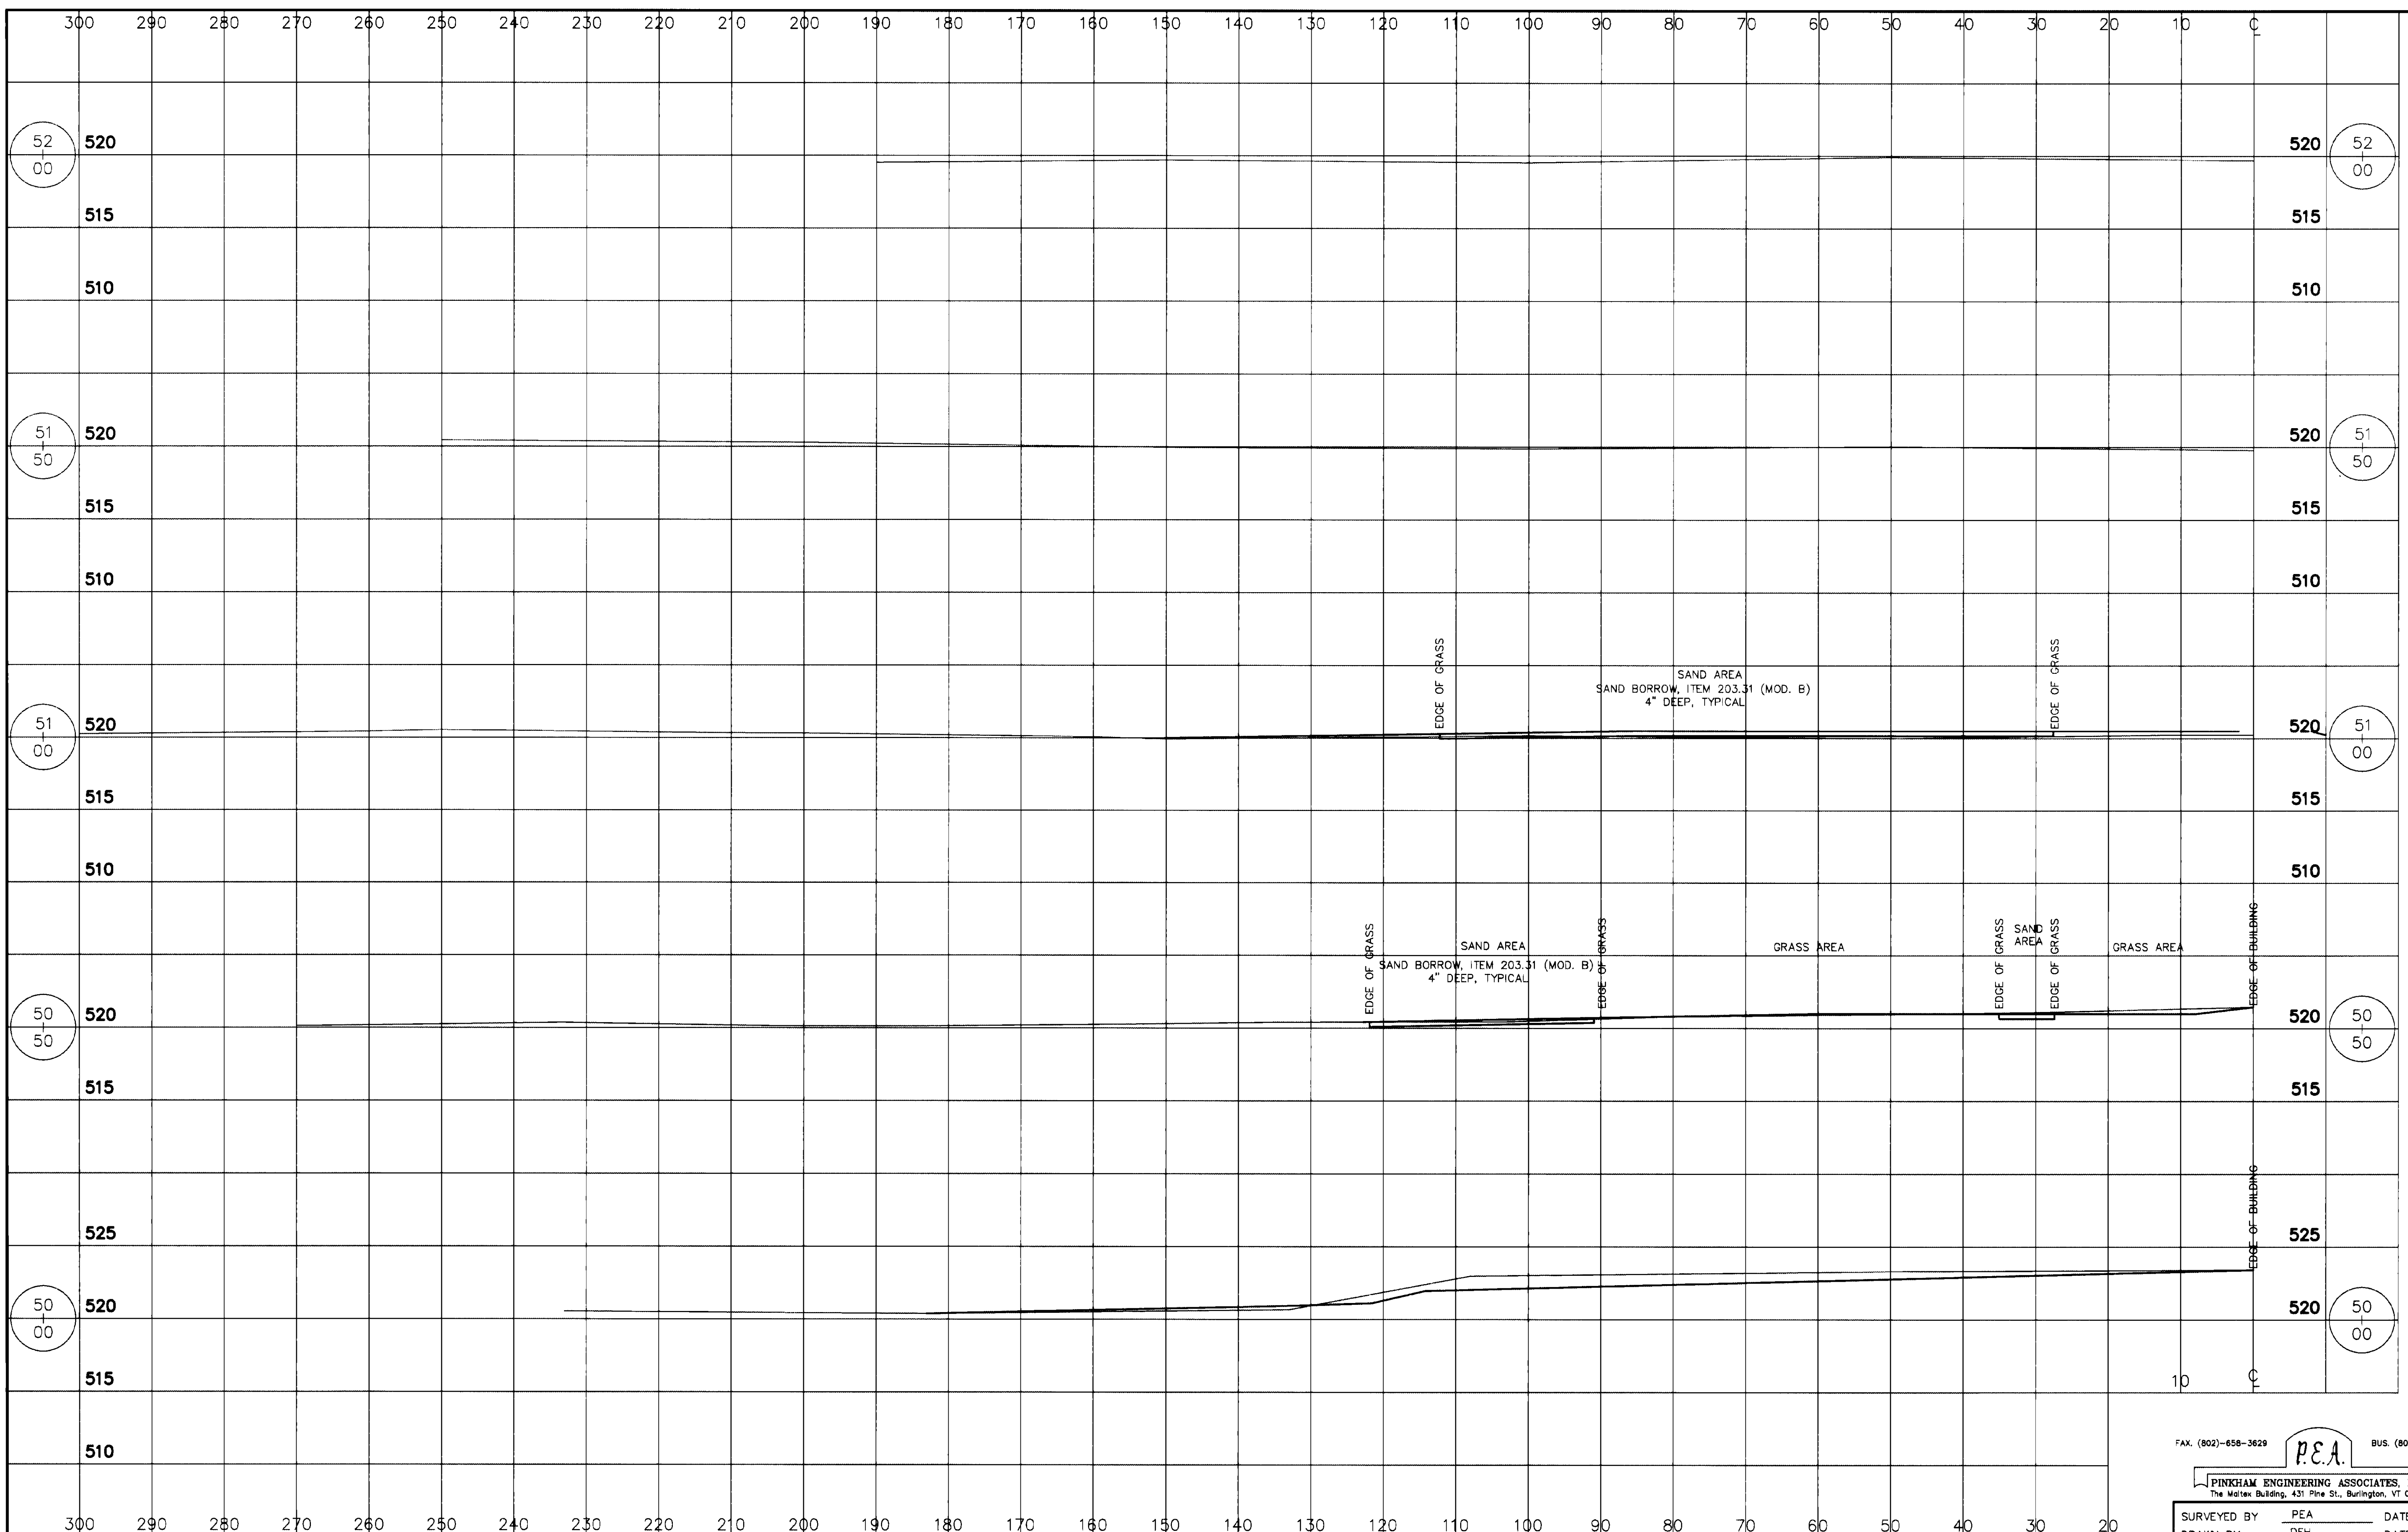 300 290 280 270 260 250 240 230 220 210 200 190 180 170 160 150 140 130 120 110 100 90 80 70 60 50 40 30 20 10 ℄
52 00 520 520 52 00
515 515
510 510
51 50 520 520 51 50
515 515
510 510
EDGE OF GRASS
SAND AREA
SAND BORROW, ITEM 203.31 (MOD. B)
4" DEEP, TYPICAL
EDGE OF GRASS
51 00 520 520 51 00
515 515
510 510
EDGE OF GRASS
SAND AREA
SAND BORROW, ITEM 203.31 (MOD. B)
4" DEEP, TYPICAL
EDGE OF GRASS
GRASS AREA
EDGE OF GRASS
SAND
AREA
EDGE OF GRASS
GRASS AREA
EDGE OF BUILDING
50 50 520 520 50 50
515 515
EDGE OF BUILDING
525 525
50 00 520 520 50 00
515
10 ℄
510
FAX. (802)-658-3629
P.E.A.
BUS. (80
PINKHAM ENGINEERING ASSOCIATES,
The Maltex Building, 431 Pine St., Burlington, VT
SURVEYED BY PEA
300 290 280 270 260 250 240 230 220 210 200 190 180 170 160 150 140 130 120 110 100 90 80 70 60 50 40 30 20